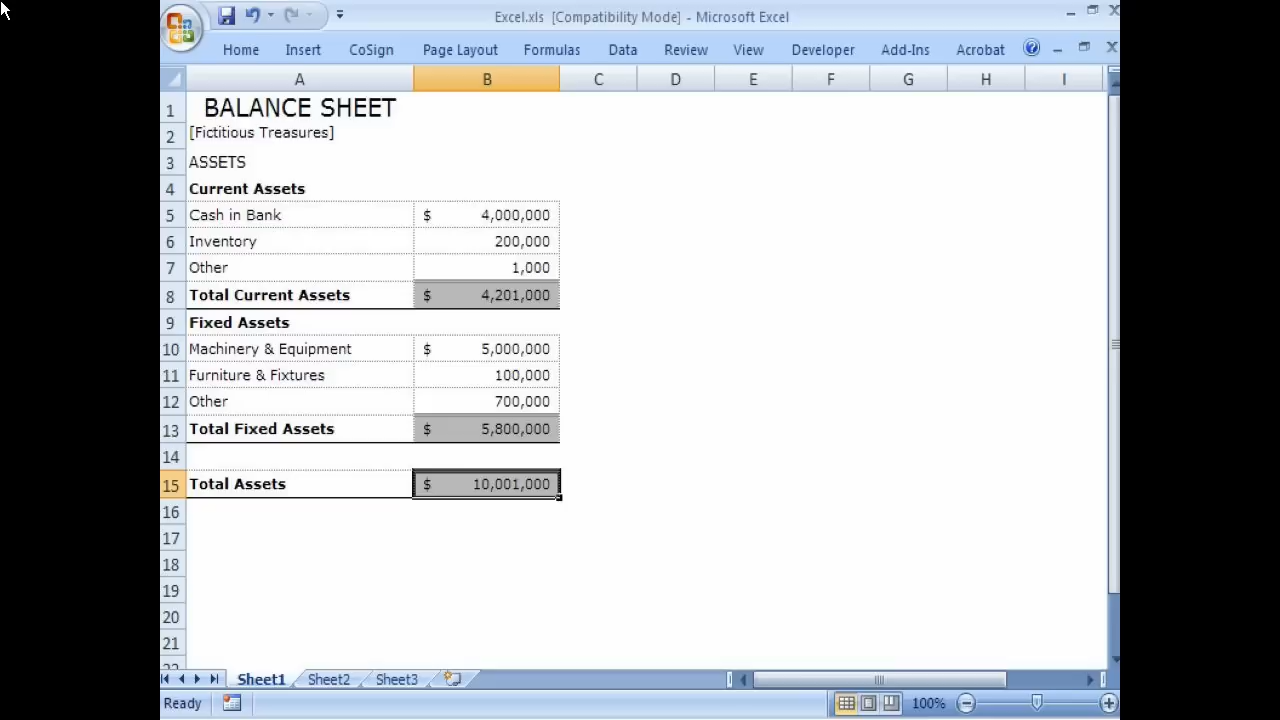 Excel.xls [Compatibility Mode] - Microsoft Excel
Home Insert CoSign Page Layout Formulas Data Review View Developer Add-Ins Acrobat
A B C D E F G H I
1 BALANCE SHEET
2 [Fictitious Treasures]
3 ASSETS
4 Current Assets
5 Cash in Bank $ 4,000,000
6 Inventory 200,000
7 Other 1,000
8 Total Current Assets $ 4,201,000
9 Fixed Assets
10 Machinery & Equipment $ 5,000,000
11 Furniture & Fixtures 100,000
12 Other 700,000
13 Total Fixed Assets $ 5,800,000
14
15 Total Assets $ 10,001,000
16
17
18
19
20
21
22
Sheet1 Sheet2 Sheet3
Ready 100%